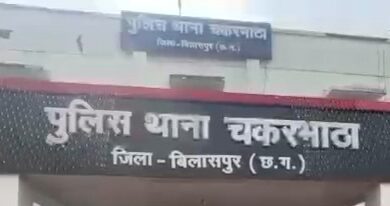 पुलिस थाना चकरभाठा
जिला-बिलासपुर (छ.ग.)
पुलिस थाना चकरभाठा
जिला - बिलासपुर (छ.ग.)